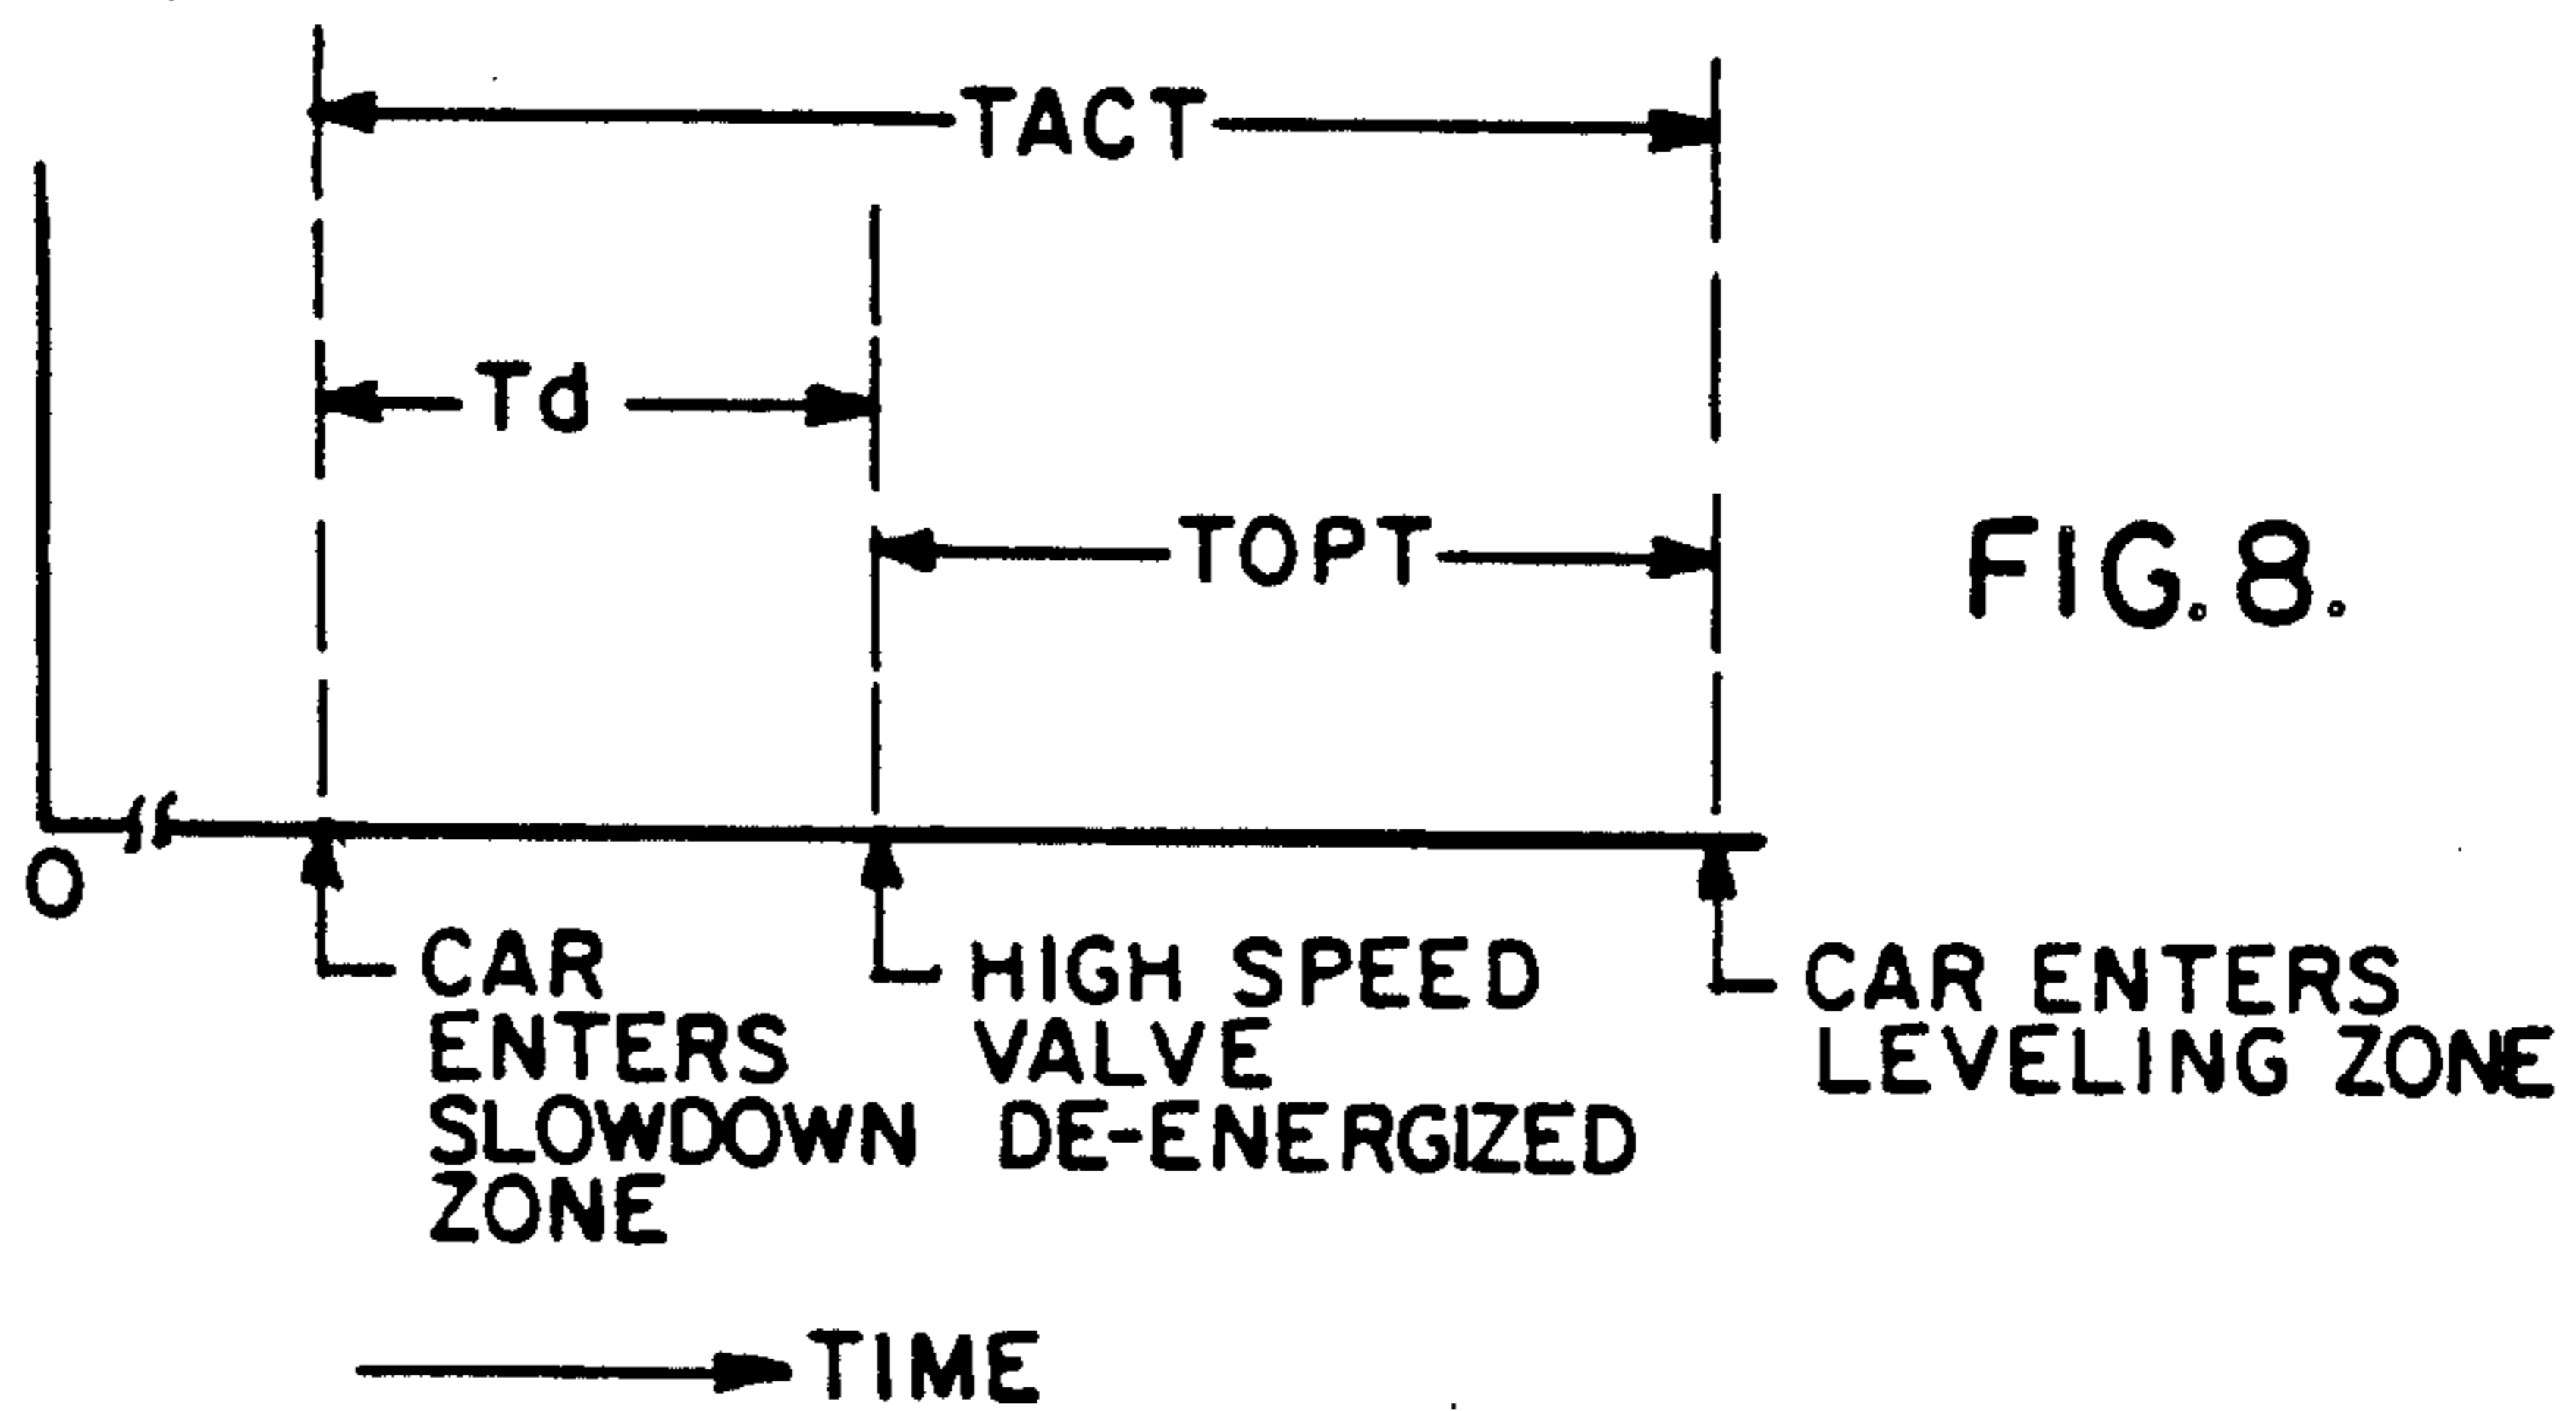 TACT
Td
TOPT
FIG. 8.
0
CAR
ENTERS
SLOWDOWN
ZONE
HIGH SPEED
VALVE
DE-ENERGIZED
CAR ENTERS
LEVELING ZONE
TIME